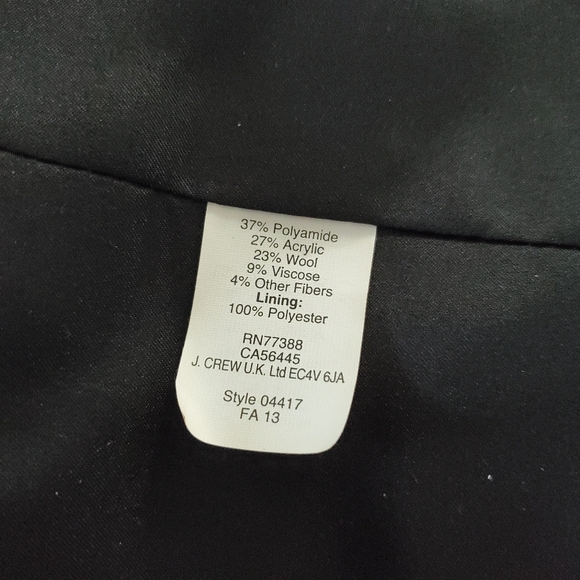 37% Polyamide
27% Acrylic
23% Wool
9% Viscose
4% Other Fibers
Lining:
100% Polyester
RN77388
CA56445
J. CREW U.K. Ltd EC4V 6JA
Style 04417
FA 13